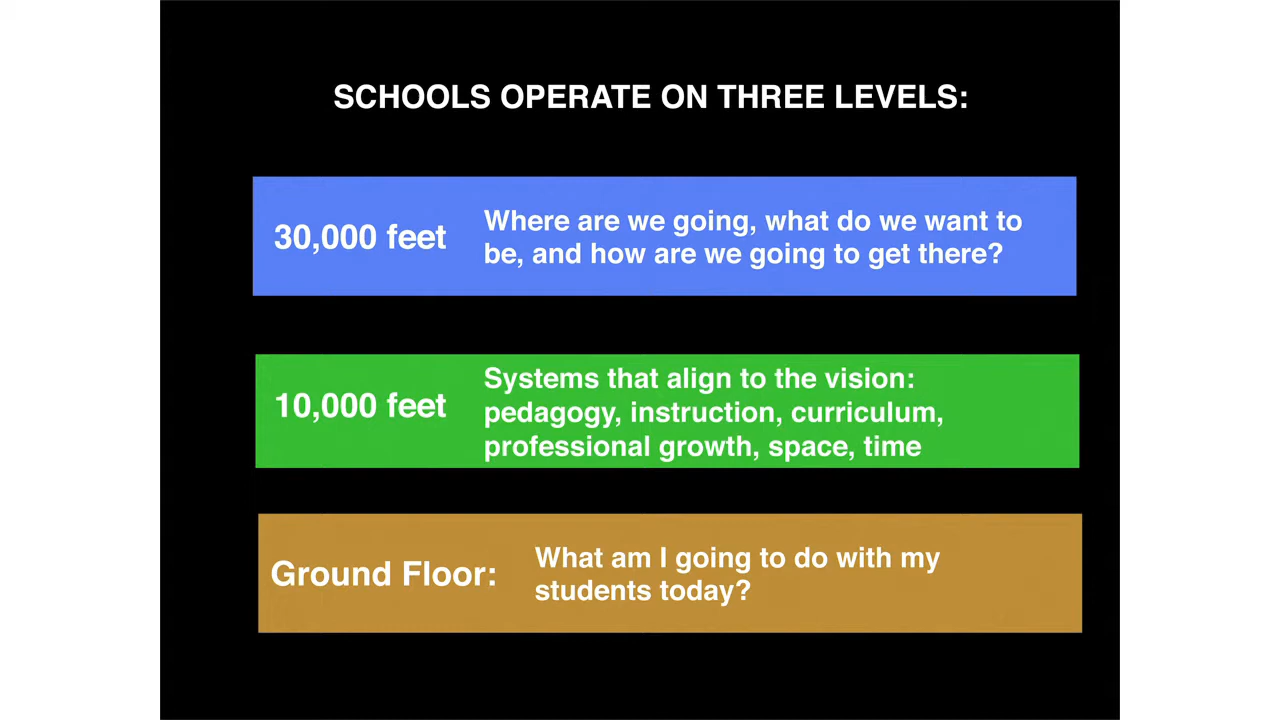 SCHOOLS OPERATE ON THREE LEVELS:
30,000 feet
Where are we going, what do we want to
be, and how are we going to get there?
10,000 feet
Systems that align to the vision:
pedagogy, instruction, curriculum,
professional growth, space, time
Ground Floor:
What am I going to do with my
students today?